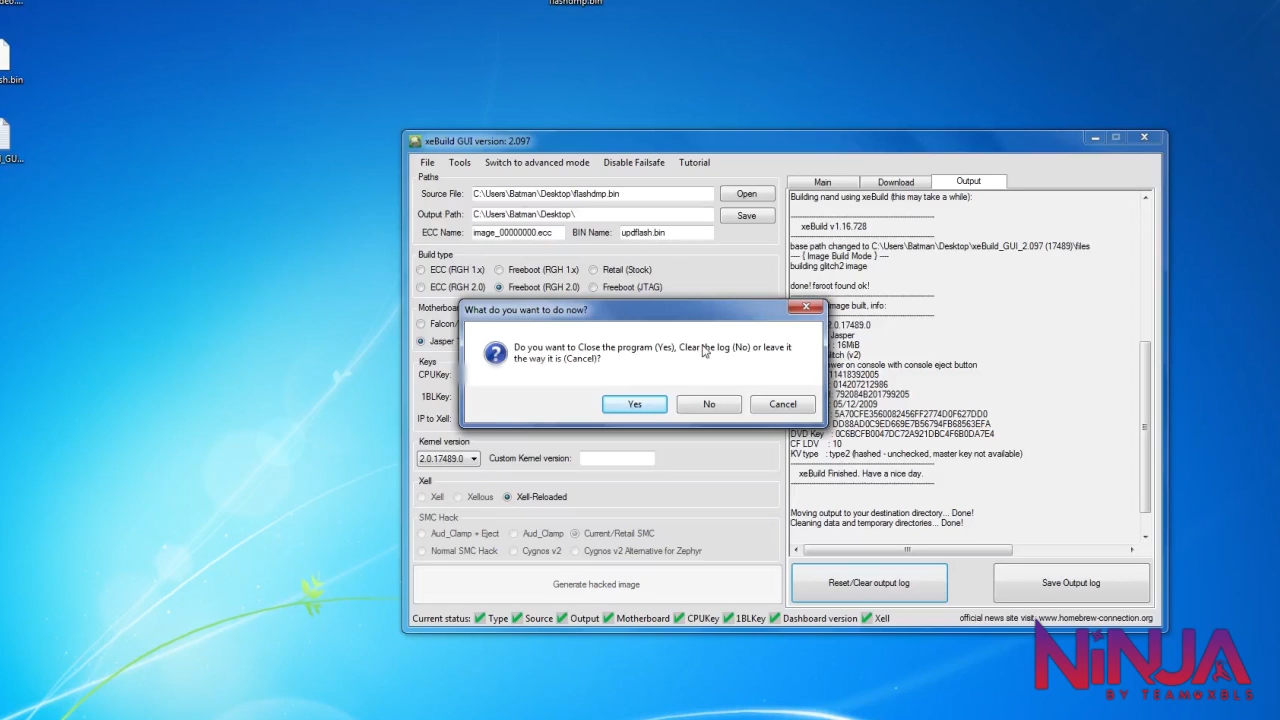 deo....
flashdmp.bin
sh.bin
I_GU...
xeBuild GUI version: 2.097
File Tools Switch to advanced mode Disable Failsafe Tutorial
Paths
Source File: C:\Users\Batman\Desktop\flashdmp.bin Open
Output Path: C:\Users\Batman\Desktop\ Save
ECC Name: image_00000000.ecc BIN Name: updflash.bin
Build type
ECC (RGH 1.x) Freeboot (RGH 1.x) Retail (Stock)
ECC (RGH 2.0) Freeboot (RGH 2.0) Freeboot (JTAG)
Motherboa
Falcon/
Jasper
Keys
CPUKey:
1BLKey:
IP to Xell:
Kernel version
2.0.17489.0 Custom Kernel version:
Xell
Xell Xellous Xell-Reloaded
SMC Hack
Aud_Clamp + Eject Aud_Clamp Current/Retail SMC
Normal SMC Hack Cygnos v2 Cygnos v2 Alternative for Zephyr
Generate hacked image
Main Download Output
Building nand using xeBuild (this may take a while):
xeBuild v1.16.728
base path changed to C:\Users\Batman\Desktop\xeBuild_GUI_2.097 (17489)\files
---- { Image Build Mode } ----
building glitch2 image
done! fsroot found ok!
image built, info:
2.0.17489.0
Jasper
: 16MiB
litch (v2)
ower on console with console eject button
: 014207212986
: 792084B201799205
: 05/12/2009
: 5A70CFE3560082456FF2774D0F627DD0
: DD88AD0C9ED669E7B56794FB68563EFA
DVD Key : 0C6BCFB0047DC72A921DBC4F6B0DA7E4
CF LDV : 10
KV type : type2 (hashed - unchecked, master key not available)
xeBuild Finished. Have a nice day.
Moving output to your destination directory... Done!
Cleaning data and temporary directories... Done!
Reset/Clear output log Save Output log
Current status: Type Source Output Motherboard CPUKey 1BLKey Dashboard version Xell official news site visit: www.homebrew-connection.org
What do you want to do now?
Do you want to Close the program (Yes), Clear the log (No) or leave it
the way it is (Cancel)?
Yes No Cancel
NiNJA
BY TEAMOXBLS